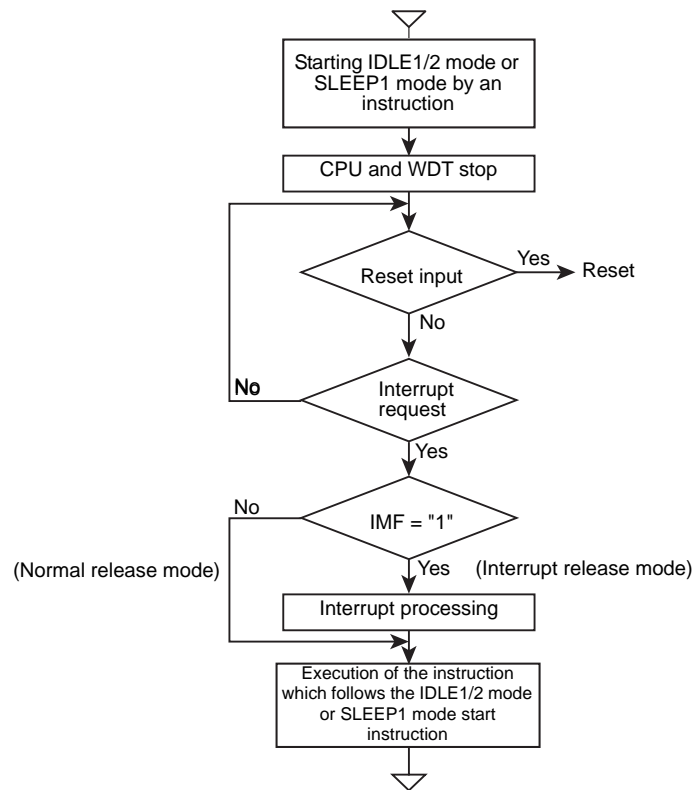 Starting IDLE1/2 mode or
SLEEP1 mode by an
instruction
CPU and WDT stop
Reset input
Yes
Reset
No
Interrupt
request
No
Yes
IMF = "1"
No
(Normal release mode)
Yes
(Interrupt release mode)
Interrupt processing
Execution of the instruction
which follows the IDLE1/2 mode
or SLEEP1 mode start
instruction